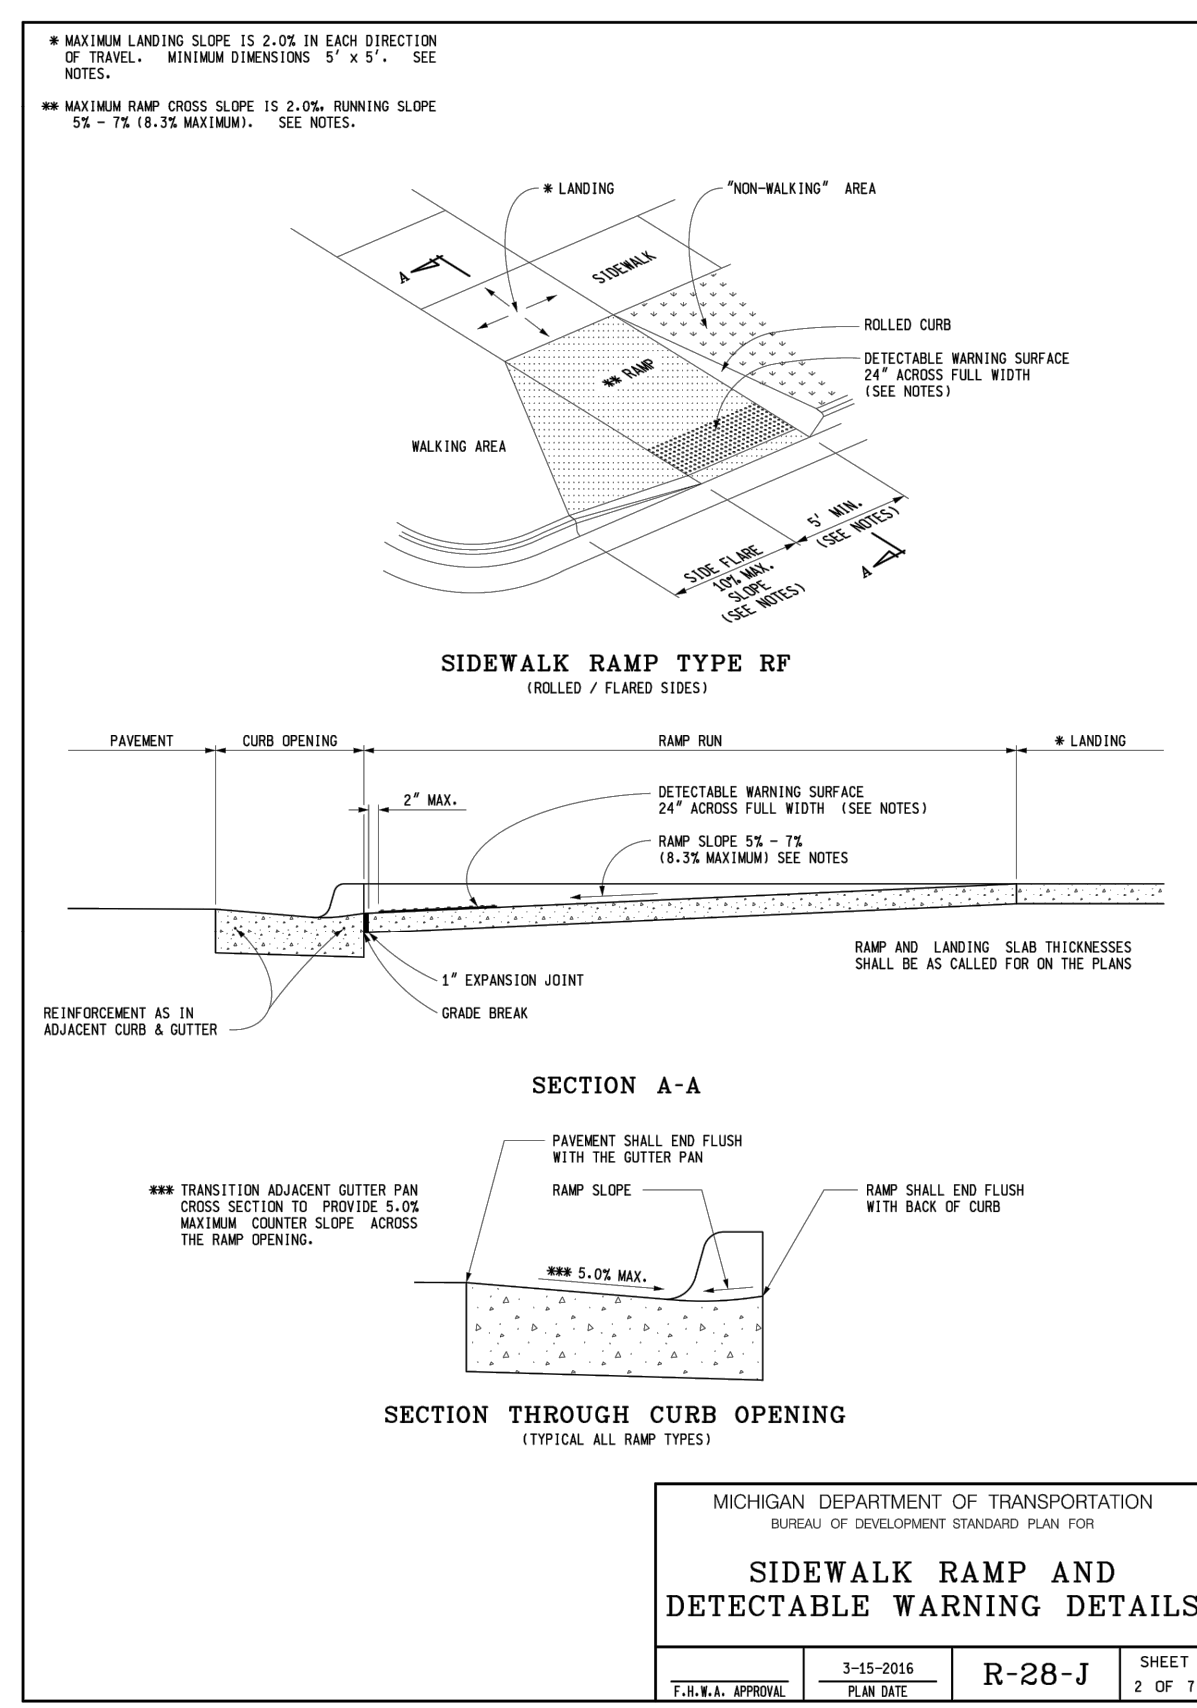 * MAXIMUM LANDING SLOPE IS 2.0% IN EACH DIRECTION
OF TRAVEL. MINIMUM DIMENSIONS 5' x 5'. SEE
NOTES.
** MAXIMUM RAMP CROSS SLOPE IS 2.0%, RUNNING SLOPE
5% - 7% (8.3% MAXIMUM). SEE NOTES.
* LANDING
"NON-WALKING" AREA
A
SIDEWALK
ROLLED CURB
DETECTABLE WARNING SURFACE
24" ACROSS FULL WIDTH
(SEE NOTES)
** RAMP
WALKING AREA
5' MIN.
(SEE NOTES)
SIDE FLARE
10% MAX.
SLOPE
(SEE NOTES)
A
SIDEWALK RAMP TYPE RF
(ROLLED / FLARED SIDES)
PAVEMENT
CURB OPENING
RAMP RUN
* LANDING
2" MAX.
DETECTABLE WARNING SURFACE
24" ACROSS FULL WIDTH (SEE NOTES)
RAMP SLOPE 5% - 7%
(8.3% MAXIMUM) SEE NOTES
RAMP AND LANDING SLAB THICKNESSES
SHALL BE AS CALLED FOR ON THE PLANS
1" EXPANSION JOINT
GRADE BREAK
REINFORCEMENT AS IN
ADJACENT CURB & GUTTER
SECTION A-A
PAVEMENT SHALL END FLUSH
WITH THE GUTTER PAN
*** TRANSITION ADJACENT GUTTER PAN
CROSS SECTION TO PROVIDE 5.0%
MAXIMUM COUNTER SLOPE ACROSS
THE RAMP OPENING.
RAMP SLOPE
RAMP SHALL END FLUSH
WITH BACK OF CURB
*** 5.0% MAX.
SECTION THROUGH CURB OPENING
(TYPICAL ALL RAMP TYPES)
MICHIGAN DEPARTMENT OF TRANSPORTATION
BUREAU OF DEVELOPMENT STANDARD PLAN FOR
SIDEWALK RAMP AND
DETECTABLE WARNING DETAILS
F.H.W.A. APPROVAL
3-15-2016
PLAN DATE
R-28-J
SHEET
2 OF 7